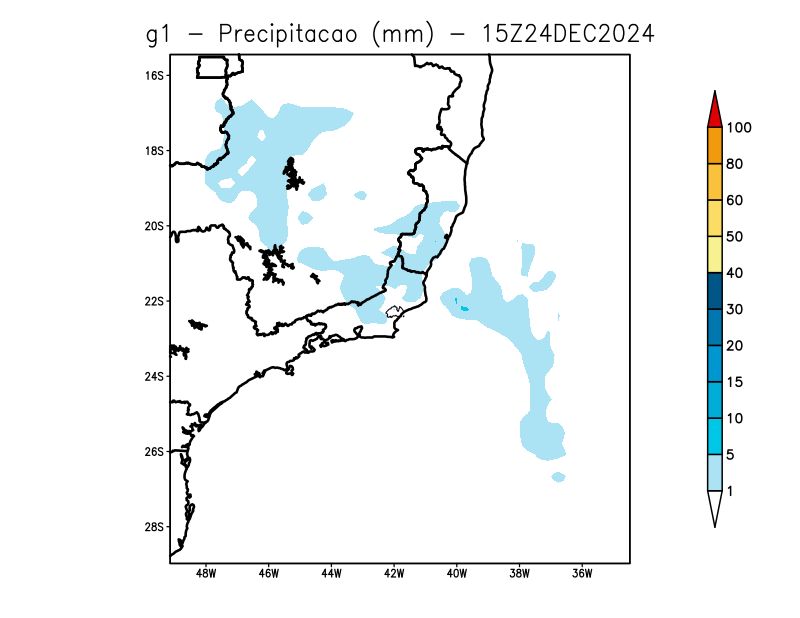 g1 – Precipitacao (mm) – 15Z24DEC2024
16S
18S
20S
22S
24S
26S
28S
48W 46W 44W 42W 40W 38W 36W
100
80
60
50
40
30
20
15
10
5
1